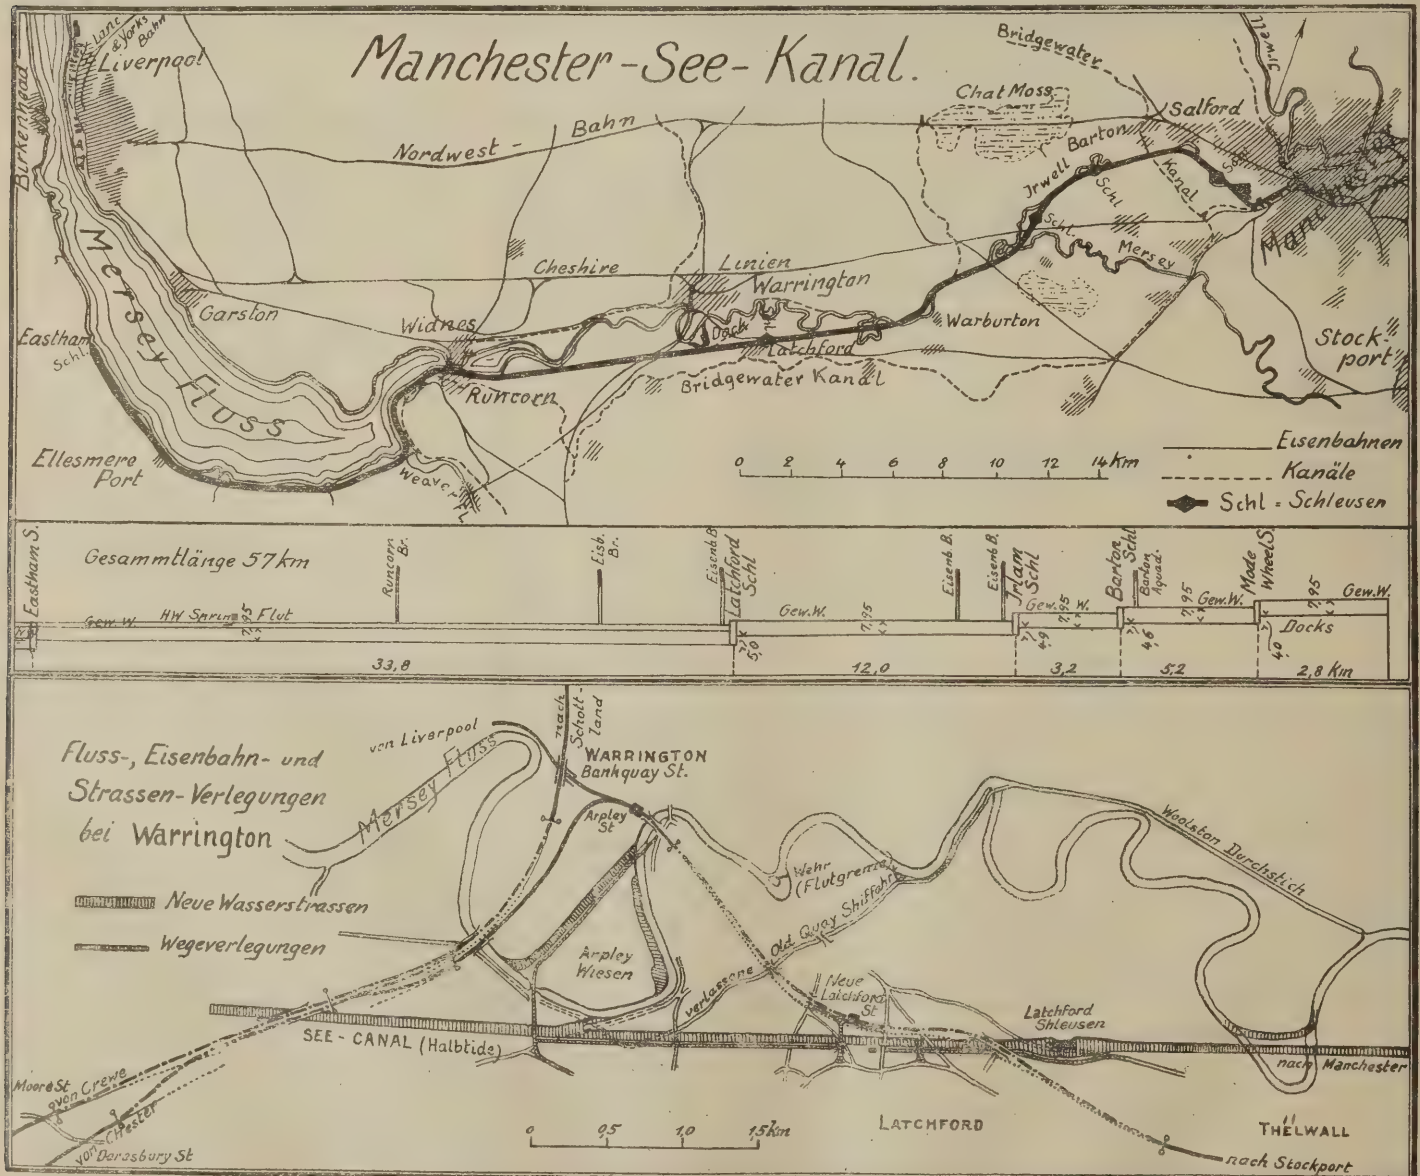 Manchester-See-Kanal.
Birkenhead
Lanc
& Yorks
Bahn
Liverpool
Bridgewater
Irwell
Chat Moss
Salford
Nordwest-Bahn
Barton
Irwell
Schl
Kanal
Schl
Manchester
Mersey Fluss
Schl.
Mersey
Cheshire Linien
Warrington
Garston
Widnes
Dock
Warburton
Eastham
Schl.
Latchford
Stock-
port
Bridgewater Kanal
Runcorn
Ellesmere
Port
Weaver Fl.
0 2 4 6 8 10 12 14 Km
Eisenbahnen
Kanäle
Schl = Schleusen
Eastham S.
Gesammtlänge 57 km
Runcorn
Br.
Eisb.
Br.
Eisenb B
Latchford
Schl
Eisenb. B.
Eisenb B.
Irlam
Schl
Barton
Schl
Barton
Aquad.
Mode
Wheel S.
Gew. W.
HW Spring Flut
7,95
Gew. W.
7,95
Gew. W.
7,95
7,95
Gew. W.
7,95
Gew. W.
5,0
4,9
4,6
4,0
Docks
33,8
12,0
3,2
5,2
2,8 Km
Fluss-, Eisenbahn- und
Strassen-Verlegungen
bei Warrington
Neue Wasserstrassen
Wegeverlegungen
von Liverpool
Mersey Fluss
nach
Schott-
land
WARRINGTON
Bankquay St.
Arpley
St
Woolston Durchstich
Wehr
(Flutgrenze)
Arpley
Wiesen
verlassene Old Quay Shiffahrt
Neue
Latchford
St
Latchford
Shleusen
SEE-CANAL (Halbtide)
nach Manchester
Moore St
von Crewe
von Chester
Daresbury St
0 0,5 1,0 1,5 km
LATCHFORD
THELWALL
nach Stockport